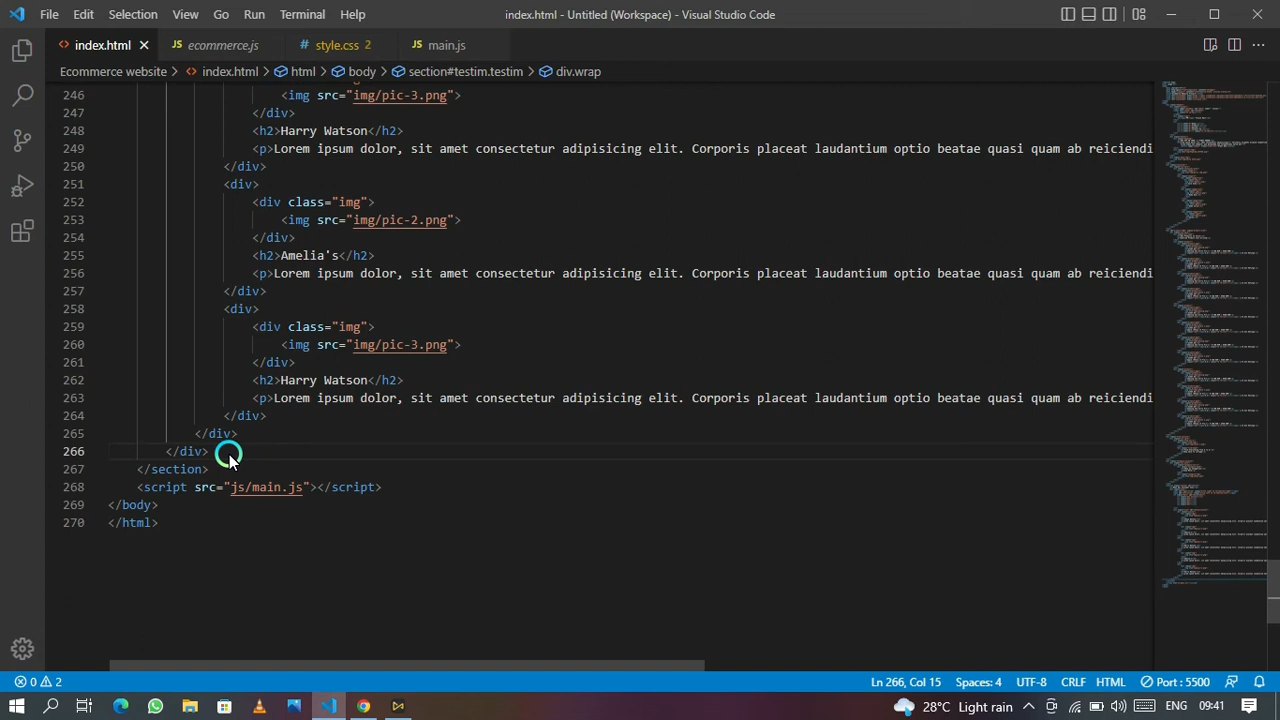 File Edit Selection View Go Run Terminal Help index.html - Untitled (Workspace) - Visual Studio Code
index.html ecommerce.js style.css 2 main.js
Ecommerce website > index.html > html > body > section#testim.testim > div.wrap
246 <img src="img/pic-3.png">
247 </div>
248 <h2>Harry Watson</h2>
249 <p>Lorem ipsum dolor, sit amet consectetur adipisicing elit. Corporis placeat laudantium optio beatae quasi quam ab reiciendi
250 </div>
251 <div>
252 <div class="img">
253 <img src="img/pic-2.png">
254 </div>
255 <h2>Amelia's</h2>
256 <p>Lorem ipsum dolor, sit amet consectetur adipisicing elit. Corporis placeat laudantium optio beatae quasi quam ab reiciendi
257 </div>
258 <div>
259 <div class="img">
260 <img src="img/pic-3.png">
261 </div>
262 <h2>Harry Watson</h2>
263 <p>Lorem ipsum dolor, sit amet consectetur adipisicing elit. Corporis placeat laudantium optio beatae quasi quam ab reiciendi
264 </div>
265 </div>
266 </div>
267 </section>
268 <script src="js/main.js"></script>
269 </body>
270 </html>
0 2 Ln 266, Col 15 Spaces: 4 UTF-8 CRLF HTML Port : 5500
28°C Light rain ENG 09:41